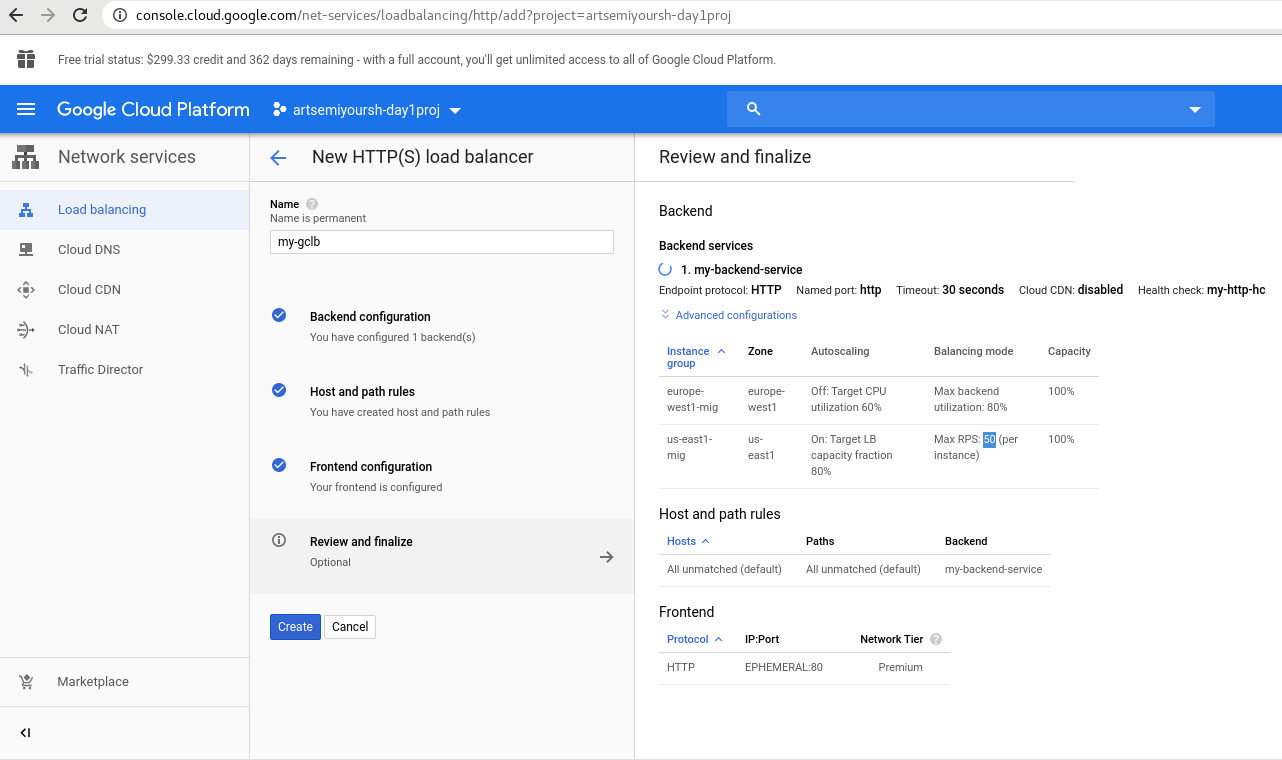 console.cloud.google.com/net-services/loadbalancing/http/add?project=artsemiyoursh-day1proj
Free trial status: $299.33 credit and 362 days remaining - with a full account, you'll get unlimited access to all of Google Cloud Platform.
Google Cloud Platform
artsemiyoursh-day1proj
Network services
Load balancing
Cloud DNS
Cloud CDN
Cloud NAT
Traffic Director
Marketplace
New HTTP(S) load balancer
Name
Name is permanent
my-gclb
Backend configuration
You have configured 1 backend(s)
Host and path rules
You have created host and path rules
Frontend configuration
Your frontend is configured
Review and finalize
Optional
Create Cancel
Review and finalize
Backend
Backend services
1. my-backend-service
Endpoint protocol: HTTP Named port: http Timeout: 30 seconds Cloud CDN: disabled Health check: my-http-hc
Advanced configurations
Instance group Zone Autoscaling Balancing mode Capacity
europe-west1-mig europe-west1 Off: Target CPU utilization 60% Max backend utilization: 80% 100%
us-east1-mig us-east1 On: Target LB capacity fraction 80% Max RPS: 50 (per instance) 100%
Host and path rules
Hosts Paths Backend
All unmatched (default) All unmatched (default) my-backend-service
Frontend
Protocol IP:Port Network Tier
HTTP EPHEMERAL:80 Premium